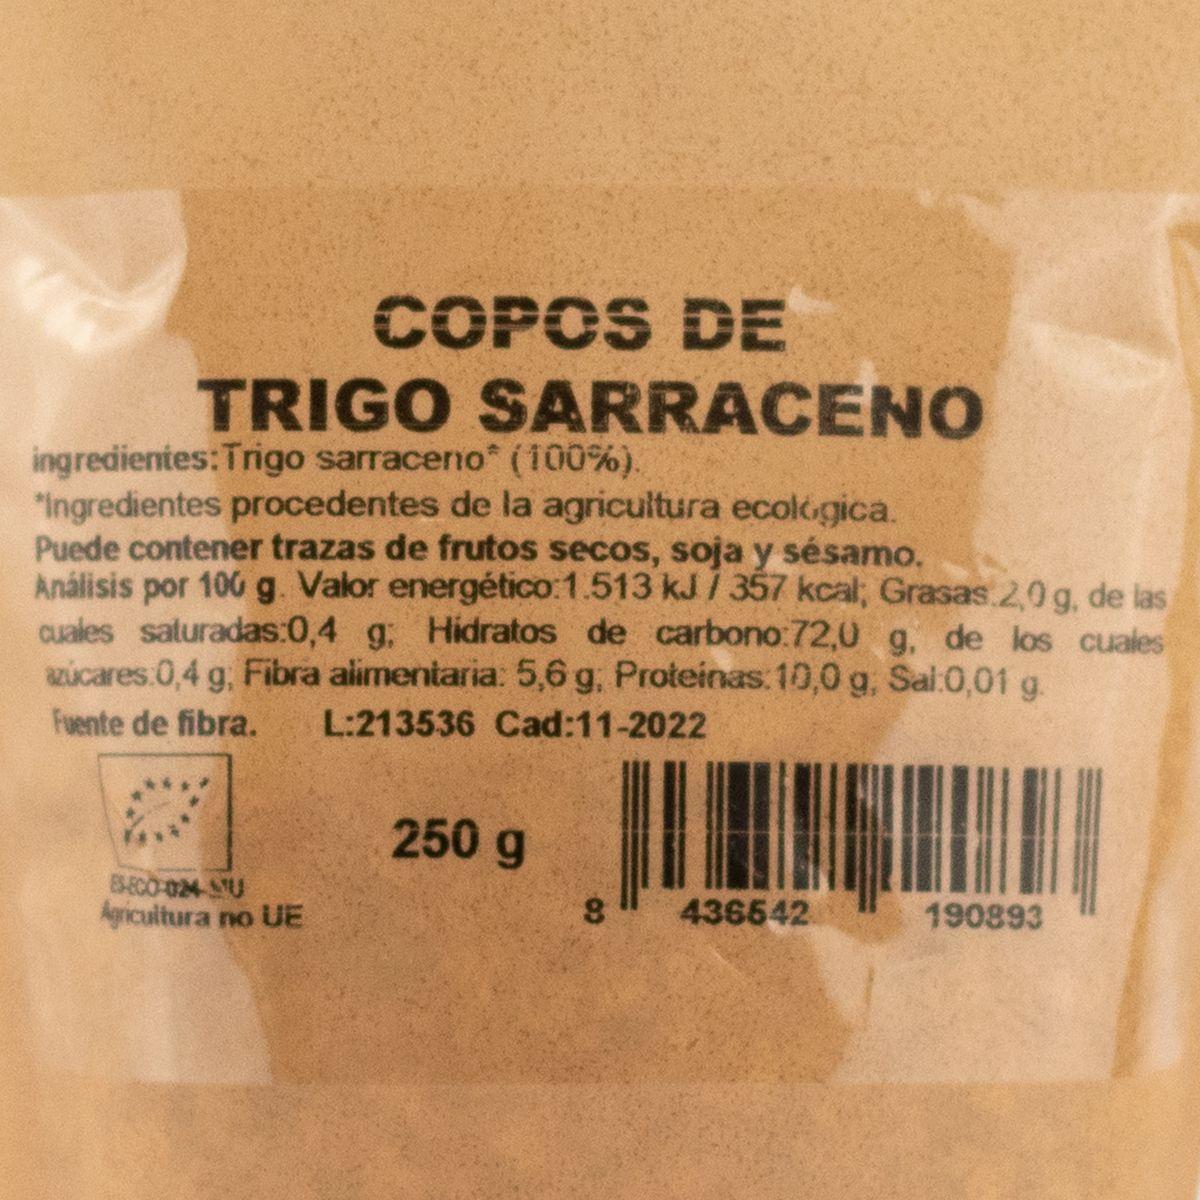 COPOS DE
TRIGO SARRACENO
ingredientes:Trigo sarraceno* (100%).
*Ingredientes procedentes de la agricultura ecológica.
Puede contener trazas de frutos secos, soja y sésamo.
Análisis por 100 g. Valor energético:1.513 kJ / 357 kcal; Grasas:2,0 g, de las
cuales saturadas:0,4 g; Hidratos de carbono:72,0 g, de los cuales
azúcares:0,4 g; Fibra alimentaria: 5,6 g; Proteínas:10,0 g; Sal:0,01 g.
Fuente de fibra. L:213536 Cad:11-2022
250 g
ES-ECO-024-MU
Agricultura no UE
8 436542 190893